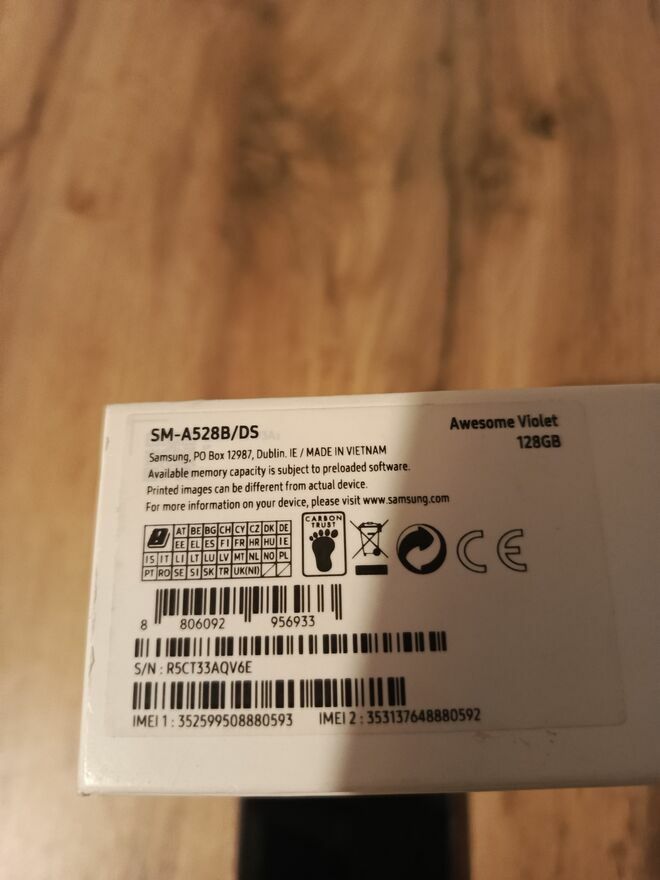 SM-A528B/DS
Awesome Violet
128GB
Samsung, PO Box 12987, Dublin. IE / MADE IN VIETNAM
Available memory capacity is subject to preloaded software.
Printed images can be different from actual device.
For more information on your device, please visit www.samsung.com
CARBON
TRUST
AT BE BG CH CY CZ DK DE
EE EL ES FI FR HR HU IE
IS IT LI LT LU LV MT NL NO PL
PT RO SE SI SK TR UK(NI)
CE
8 806092 956933
S/N : R5CT33AQV6E
IMEI 1 : 352599508880593 IMEI 2 : 353137648880592